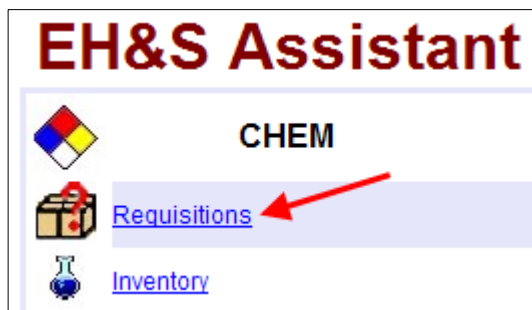 EH&S Assistant
CHEM
?
Requisitions
Inventory